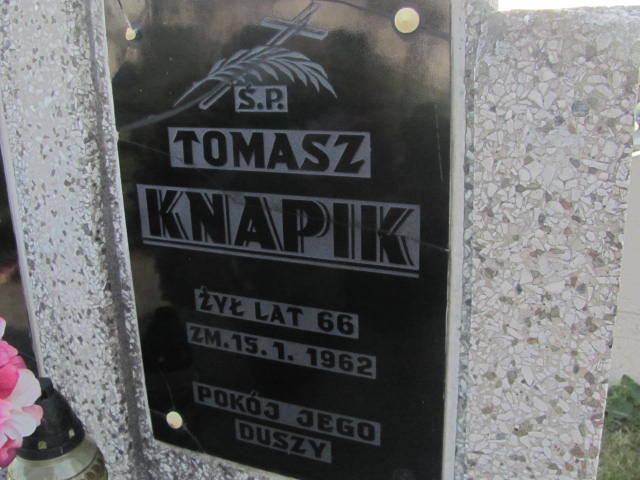 Ś.P.
TOMASZ
KNAPIK
ŻYŁ LAT 66
ZM. 15. 1. 1962
POKÓJ JEGO
DUSZY